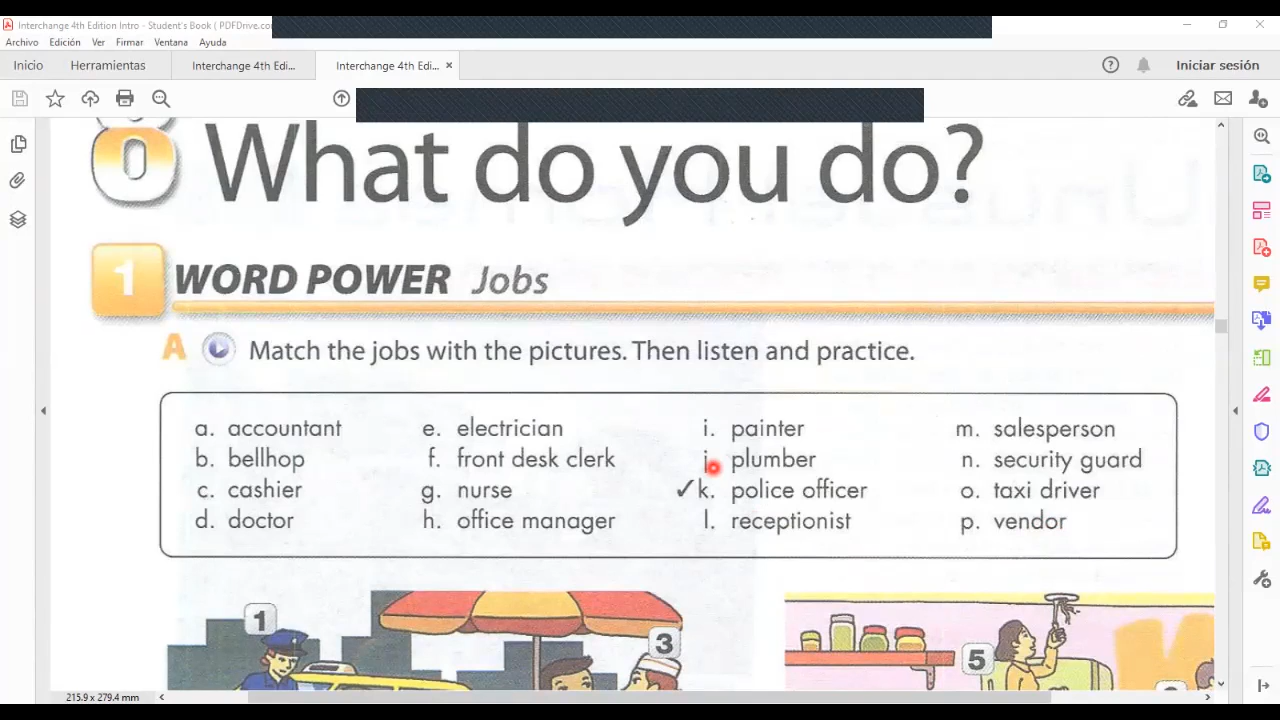 Interchange 4th Edition Intro - Student's Book ( PDFDrive.co
Archivo Edición Ver Firmar Ventana Ayuda
Inicio Herramientas Interchange 4th Edi... Interchange 4th Edi... × Iniciar sesión
8 What do you do?
1 WORD POWER Jobs
A Match the jobs with the pictures. Then listen and practice.
a. accountant e. electrician i. painter m. salesperson
b. bellhop f. front desk clerk j. plumber n. security guard
c. cashier g. nurse ✓k. police officer o. taxi driver
d. doctor h. office manager l. receptionist p. vendor
1
3
5
215.9 x 279.4 mm